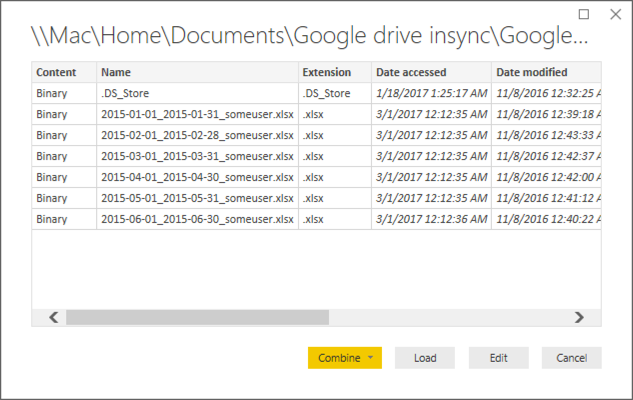 \\Mac\Home\Documents\Google drive insync\Google...
Content Name Extension Date accessed Date modified
Binary .DS_Store .DS_Store 1/18/2017 1:25:17 AM 11/8/2016 12:32:25 A
Binary 2015-01-01_2015-01-31_someuser.xlsx .xlsx 3/1/2017 12:12:35 AM 11/8/2016 12:39:18 A
Binary 2015-02-01_2015-02-28_someuser.xlsx .xlsx 3/1/2017 12:12:35 AM 11/8/2016 12:43:33 A
Binary 2015-03-01_2015-03-31_someuser.xlsx .xlsx 3/1/2017 12:12:35 AM 11/8/2016 12:42:37 A
Binary 2015-04-01_2015-04-30_someuser.xlsx .xlsx 3/1/2017 12:12:35 AM 11/8/2016 12:42:00 A
Binary 2015-05-01_2015-05-31_someuser.xlsx .xlsx 3/1/2017 12:12:35 AM 11/8/2016 12:41:12 A
Binary 2015-06-01_2015-06-30_someuser.xlsx .xlsx 3/1/2017 12:12:36 AM 11/8/2016 12:40:22 A
Combine Load Edit Cancel